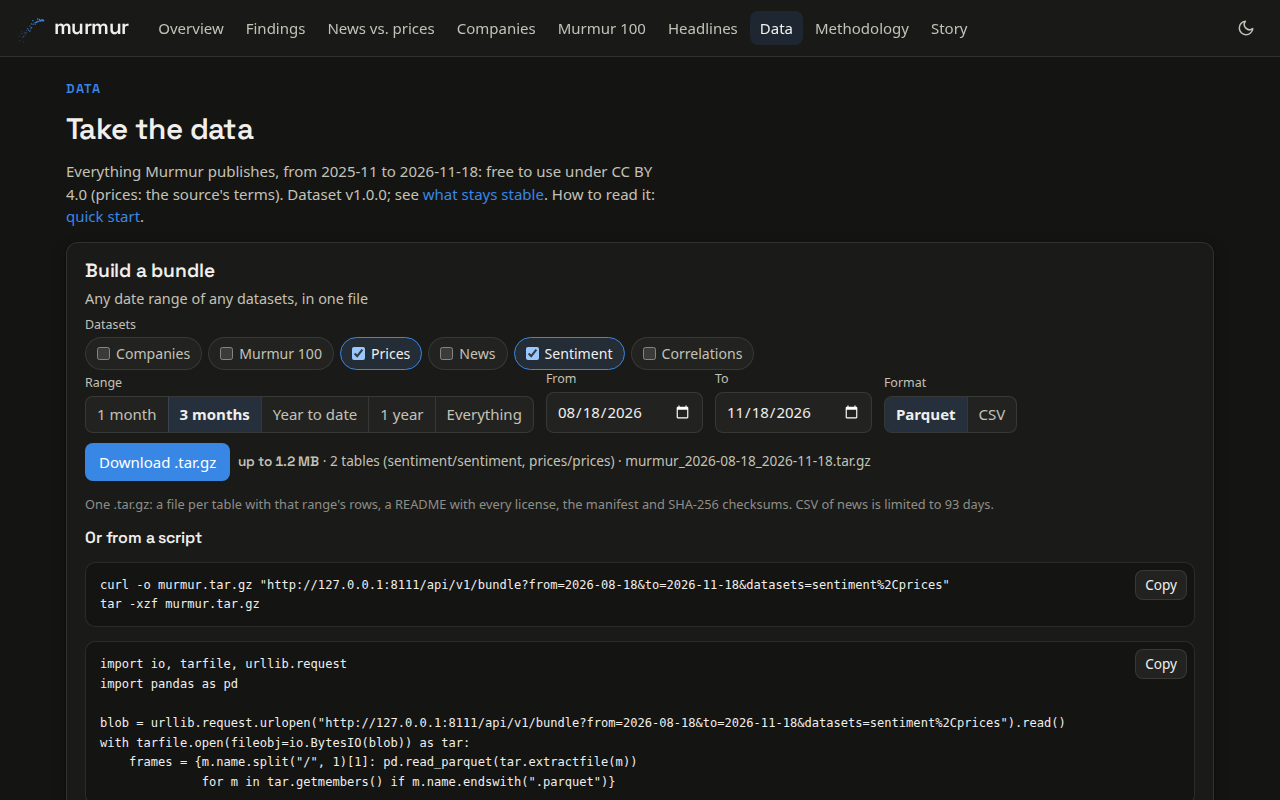 murmur Overview Findings News vs. prices Companies Murmur 100 Headlines Data Methodology Story
DATA
Take the data
Everything Murmur publishes, from 2025-11 to 2026-11-18: free to use under CC BY
4.0 (prices: the source's terms). Dataset v1.0.0; see what stays stable. How to read it:
quick start.
Build a bundle
Any date range of any datasets, in one file
Datasets
Companies Murmur 100 Prices News Sentiment Correlations
Range From To Format
1 month 3 months Year to date 1 year Everything 08/18/2026 11/18/2026 Parquet CSV
Download .tar.gz up to 1.2 MB · 2 tables (sentiment/sentiment, prices/prices) · murmur_2026-08-18_2026-11-18.tar.gz
One .tar.gz: a file per table with that range's rows, a README with every license, the manifest and SHA-256 checksums. CSV of news is limited to 93 days.
Or from a script
curl -o murmur.tar.gz "http://127.0.0.1:8111/api/v1/bundle?from=2026-08-18&to=2026-11-18&datasets=sentiment%2Cprices" Copy
tar -xzf murmur.tar.gz
import io, tarfile, urllib.request Copy
import pandas as pd
blob = urllib.request.urlopen("http://127.0.0.1:8111/api/v1/bundle?from=2026-08-18&to=2026-11-18&datasets=sentiment%2Cprices").read()
with tarfile.open(fileobj=io.BytesIO(blob)) as tar:
    frames = {m.name.split("/", 1)[1]: pd.read_parquet(tar.extractfile(m))
              for m in tar.getmembers() if m.name.endswith(".parquet")}